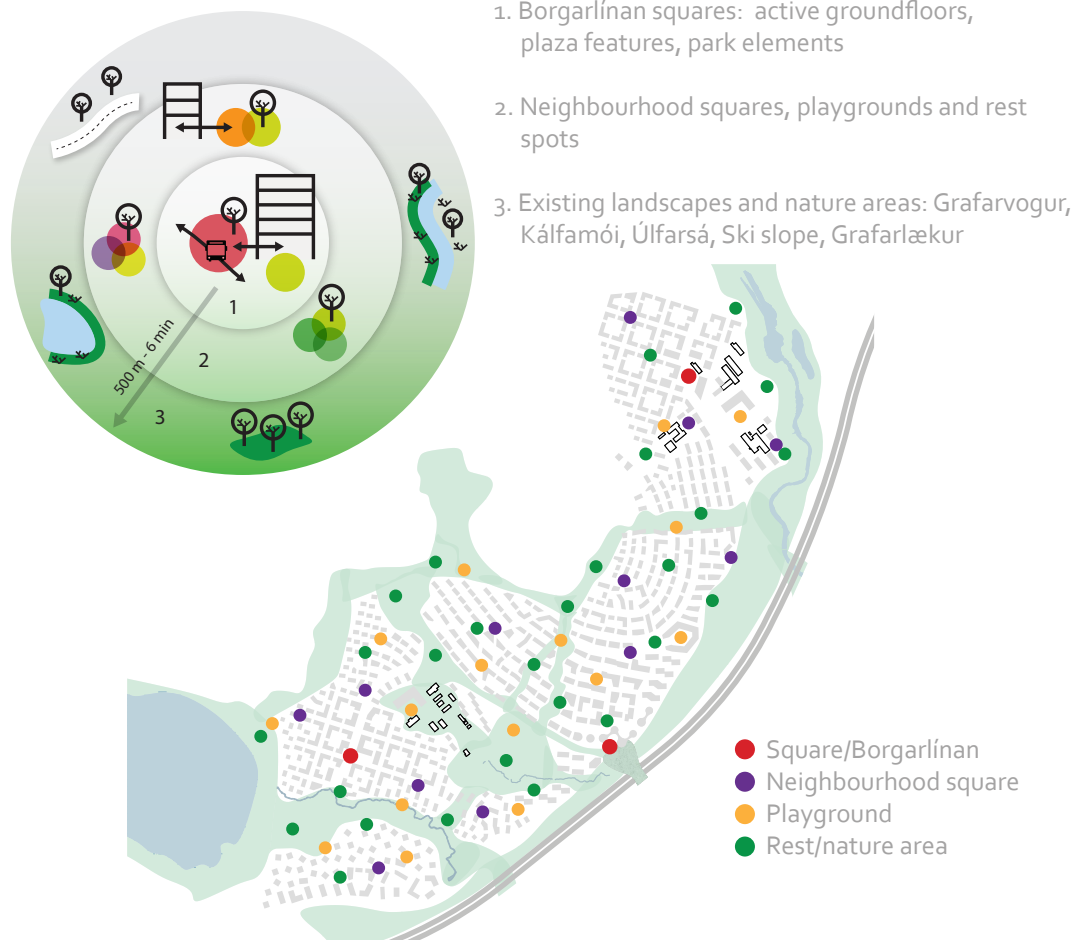 1. Borgarlínan squares: active groundfloors,
plaza features, park elements
2. Neighbourhood squares, playgrounds and rest
spots
3. Existing landscapes and nature areas: Grafarvogur,
Kálfamói, Úlfarsá, Ski slope, Grafarlækur
1
2
3
500 m - 6 min
Square/Borgarlínan
Neighbourhood square
Playground
Rest/nature area